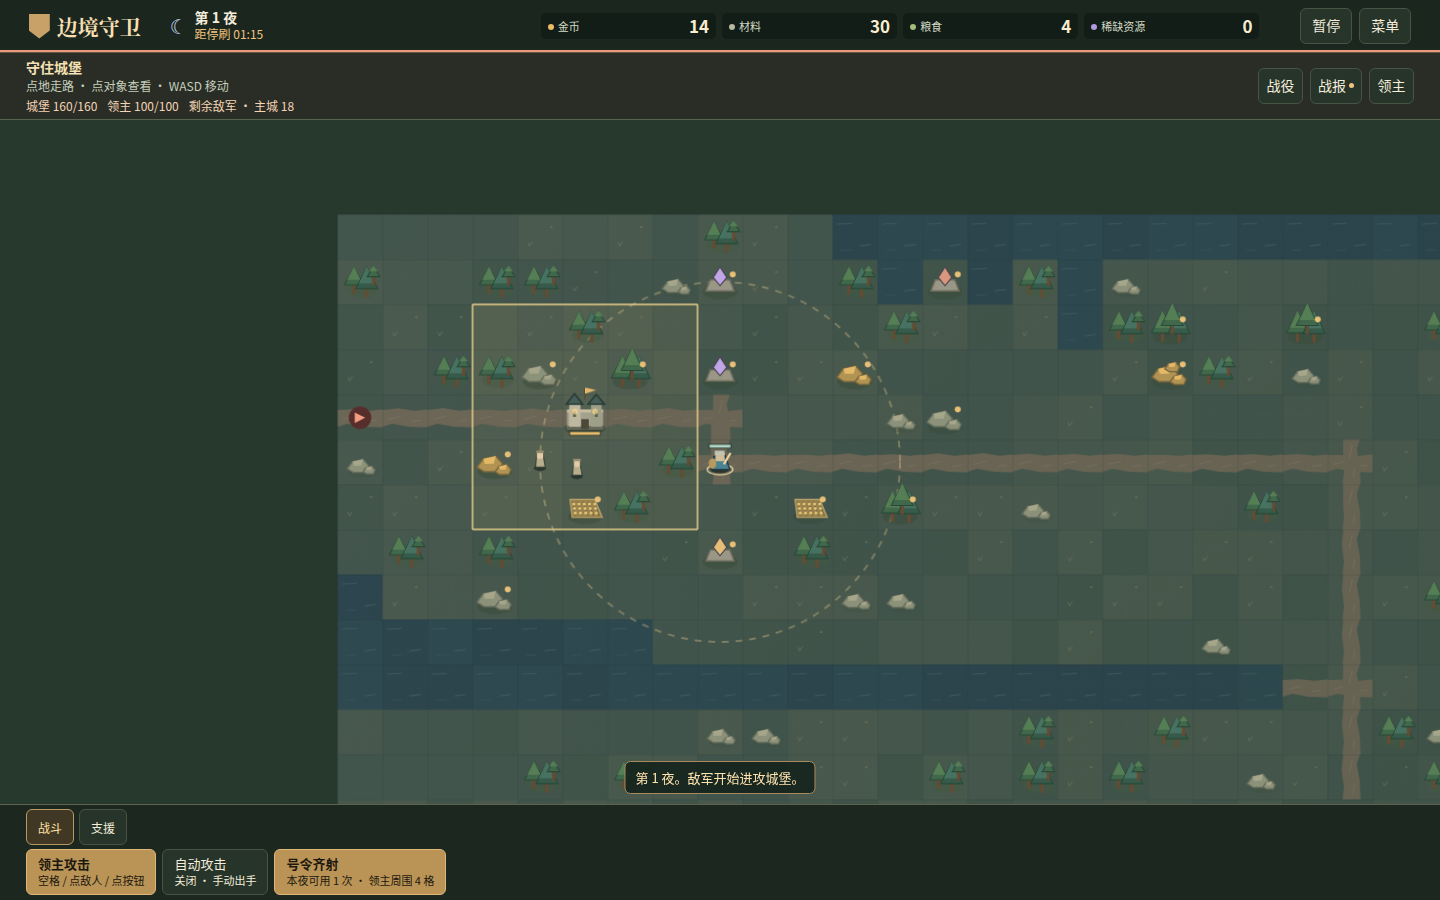 边境守卫
第 1 夜
距停刷 01:15
金币 14
材料 30
粮食 4
稀缺资源 0
暂停
菜单
守住城堡
点地走路 · 点对象查看 · WASD 移动
城堡 160/160 领主 100/100 剩余敌军 · 主城 18
战役
战报
领主
第 1 夜。敌军开始进攻城堡。
战斗
支援
领主攻击
空格 / 点敌人 / 点按钮
自动攻击
关闭 · 手动出手
号令齐射
本夜可用 1 次 · 领主周围 4 格